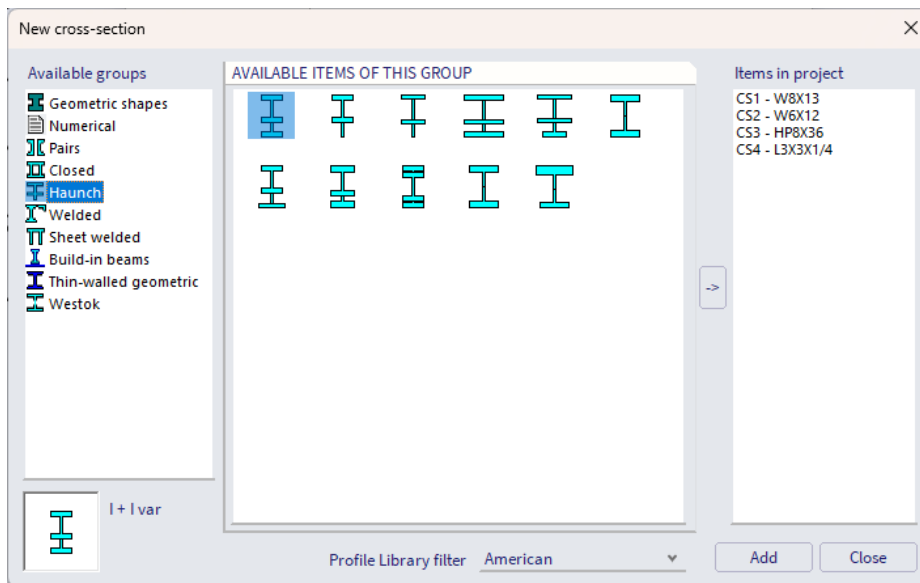 New cross-section
Available groups
Geometric shapes
Numerical
Pairs
Closed
Haunch
Welded
Sheet welded
Build-in beams
Thin-walled geometric
Westok
AVAILABLE ITEMS OF THIS GROUP
Items in project
CS1 - W8X13
CS2 - W6X12
CS3 - HP8X36
CS4 - L3X3X1/4
->
I + I var
Profile Library filter American
Add
Close